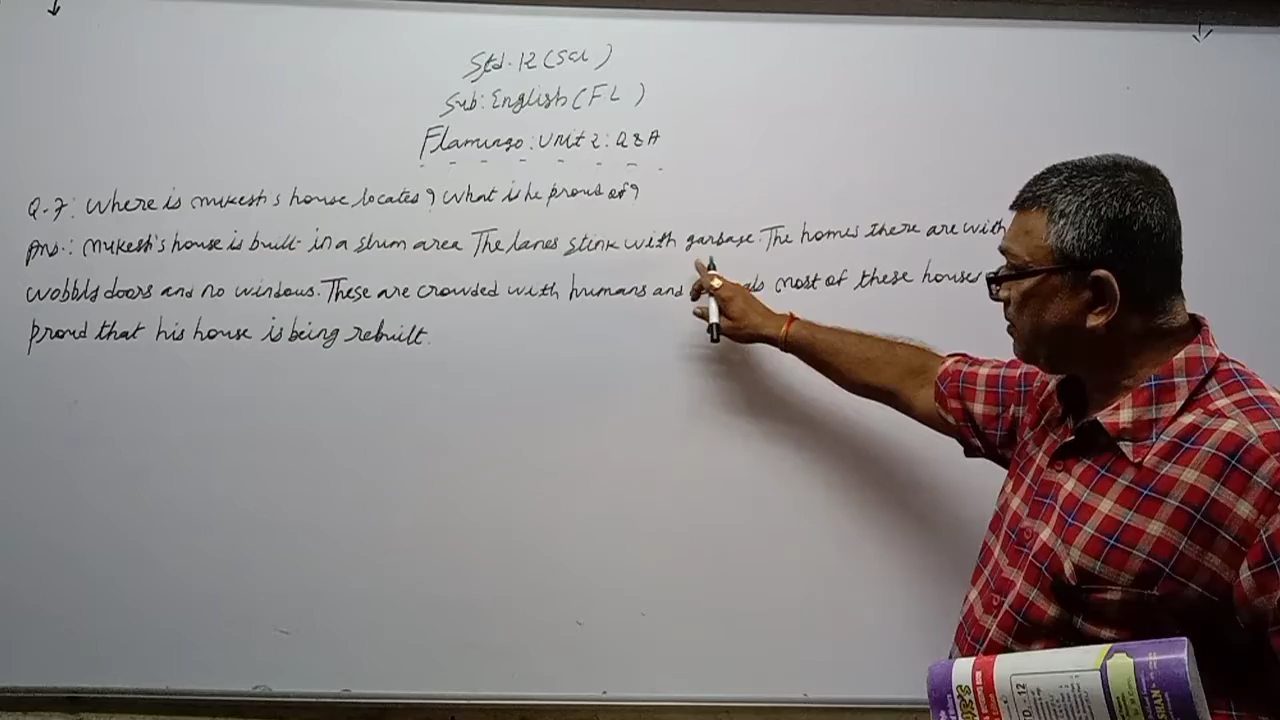 Std. 12 (Sci)
Sub: English (FL)
Flamingo: Unit 2: Q & A
Q.7: Where is mukesh's house locates? What is he proud of?
Ans.: Mukesh's house is built in a slum area The lanes stink with garbage. The homes there are with
wobbly doors and no windows. These are crowded with humans and most of these houses
proud that his house is being rebuilt.
12